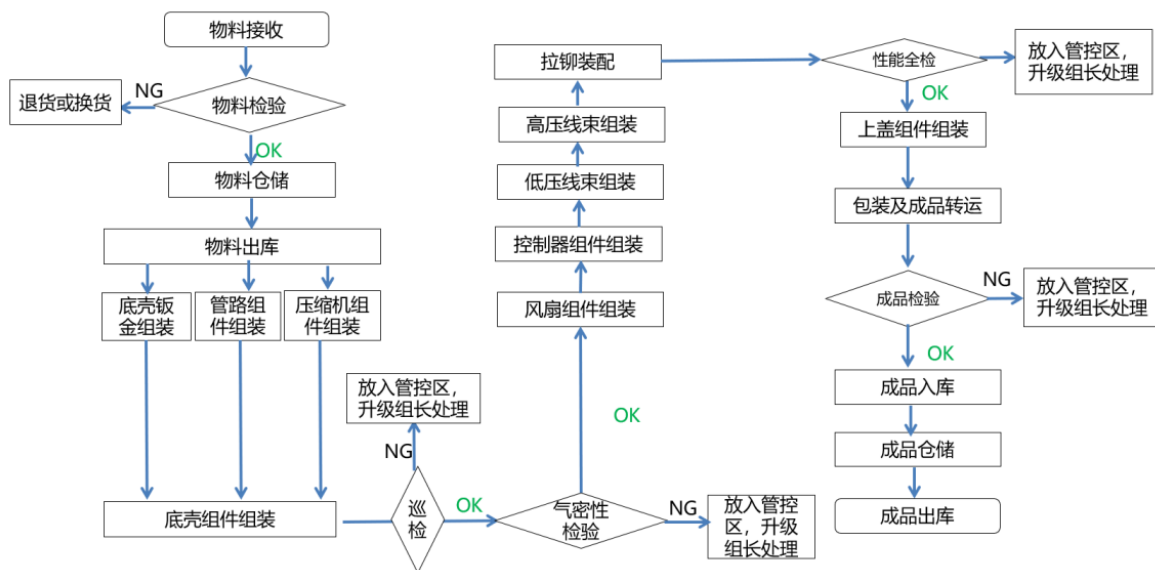 物料接收
NG
退货或换货
物料检验
OK
物料仓储
物料出库
底壳钣
金组装
管路组
件组装
压缩机组
件组装
底壳组件组装
放入管控区，
升级组长处理
NG
巡
检
OK
气密性
检验
NG
放入管控
区，升级
组长处理
OK
风扇组件组装
控制器组件组装
低压线束组装
高压线束组装
拉铆装配
性能全检
放入管控区，
升级组长处理
OK
上盖组件组装
包装及成品转运
成品检验
NG
放入管控区，
升级组长处理
OK
成品入库
成品仓储
成品出库